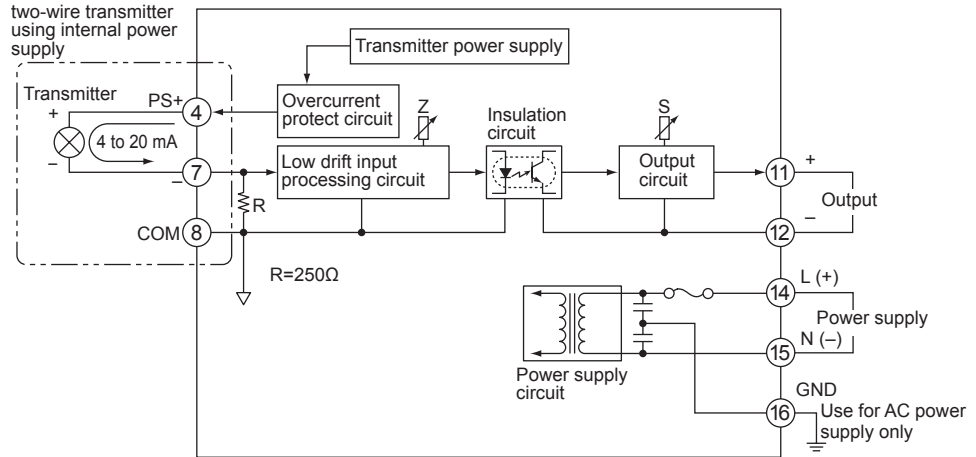 two-wire transmitter
using internal power
supply
Transmitter power supply
Transmitter
PS+
4
Overcurrent
protect circuit
Z
Insulation
circuit
S
+
4 to 20 mA
–
7
–
Low drift input
processing circuit
Output
circuit
11
+
R
Output
COM
8
–
12
R=250Ω
L (+)
14
Power supply
N (–)
15
Power supply
circuit
GND
16
Use for AC power
supply only